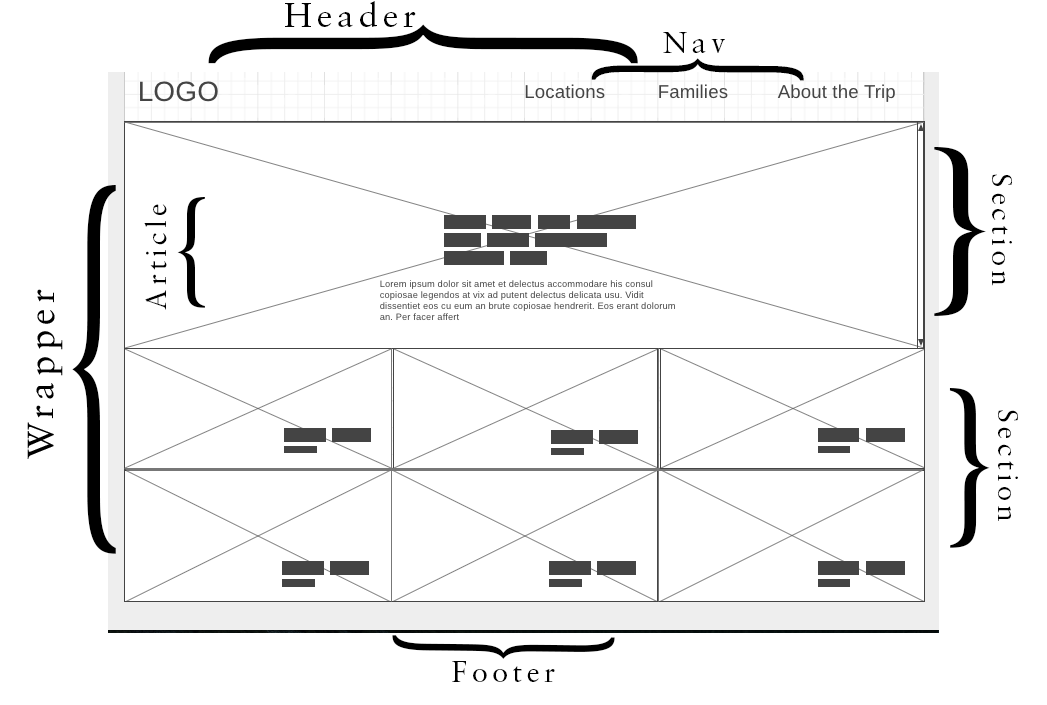 Header
Nav
LOGO
Locations Families About the Trip
Section
Article
Lorem ipsum dolor sit amet et delectus accommodare his consul
copiosae legendos at vix ad putent delectus delicata usu. Vidit
dissentiet eos cu eum an brute copiosae hendrerit. Eos erant dolorum
an. Per facer affert
Wrapper
Section
Footer